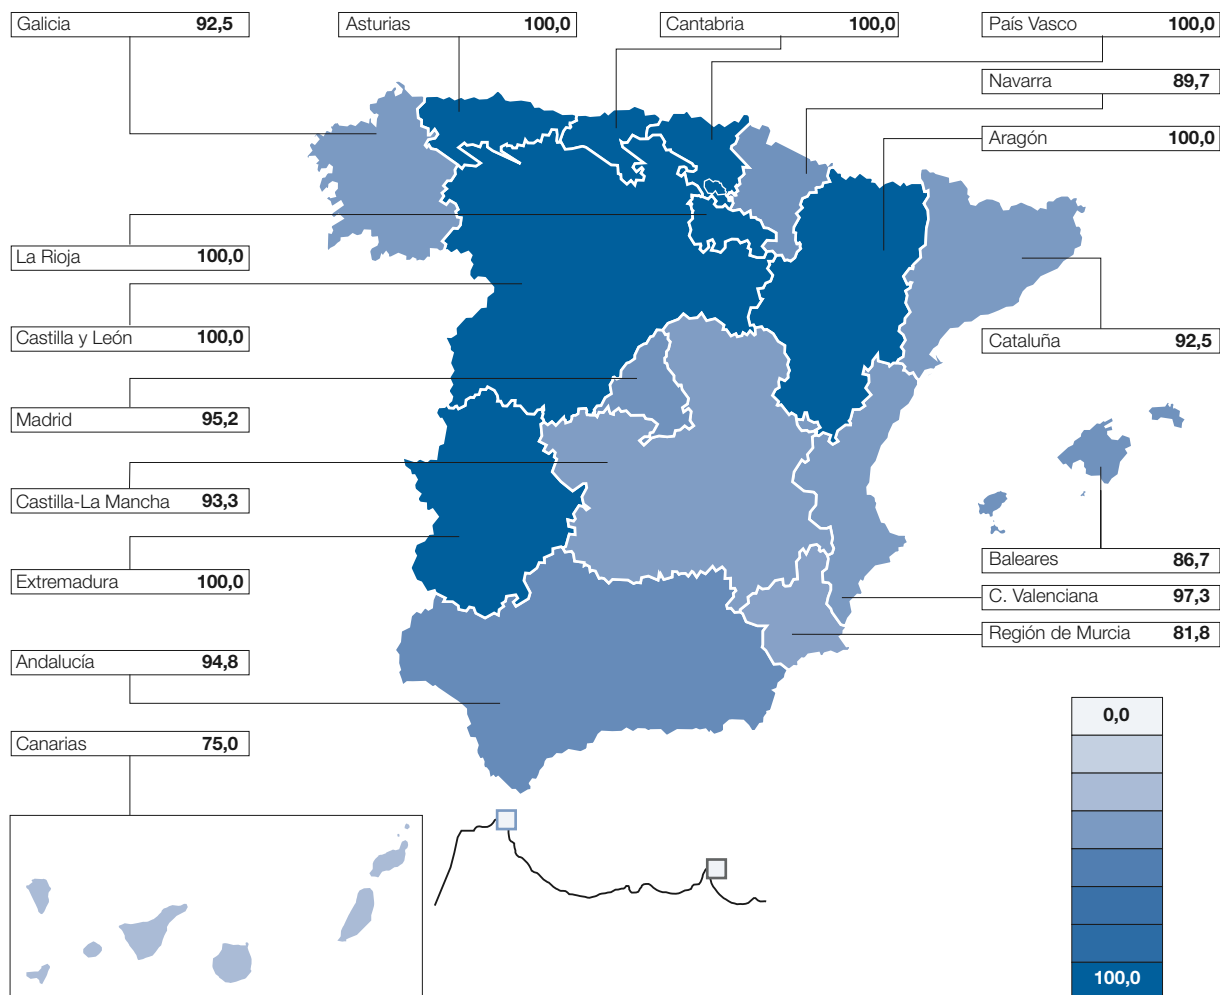 Galicia 92,5
Asturias 100,0
Cantabria 100,0
País Vasco 100,0
Navarra 89,7
Aragón 100,0
La Rioja 100,0
Castilla y León 100,0
Cataluña 92,5
Madrid 95,2
Castilla-La Mancha 93,3
Baleares 86,7
Extremadura 100,0
C. Valenciana 97,3
Región de Murcia 81,8
Andalucía 94,8
Canarias 75,0
0,0
100,0